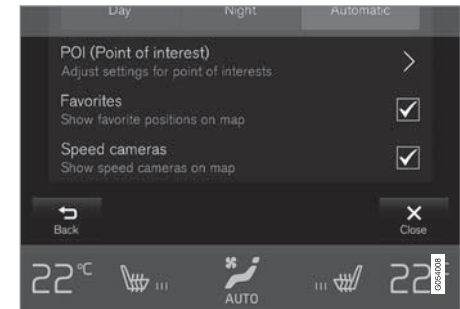 Day Night Automatic
POI (Point of interest)
Adjust settings for point of interests
Favorites
Show favorite positions on map
Speed cameras
Show speed cameras on map
Back Close
22°C AUTO 22
G054008